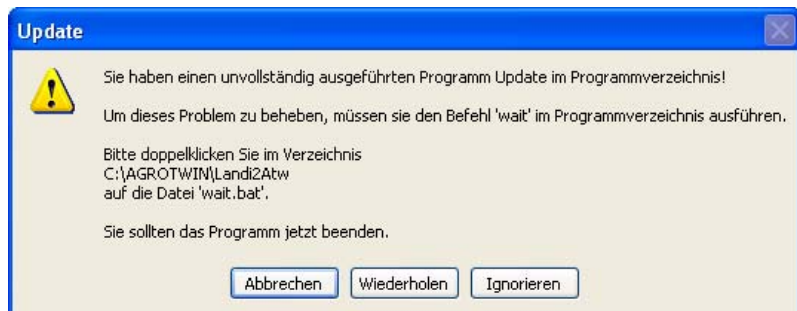 Update
Sie haben einen unvollständig ausgeführten Programm Update im Programmverzeichnis!
Um dieses Problem zu beheben, müssen sie den Befehl 'wait' im Programmverzeichnis ausführen.
Bitte doppelklicken Sie im Verzeichnis
C:\AGROTWIN\Landi2Atw
auf die Datei 'wait.bat'.
Sie sollten das Programm jetzt beenden.
Abbrechen Wiederholen Ignorieren